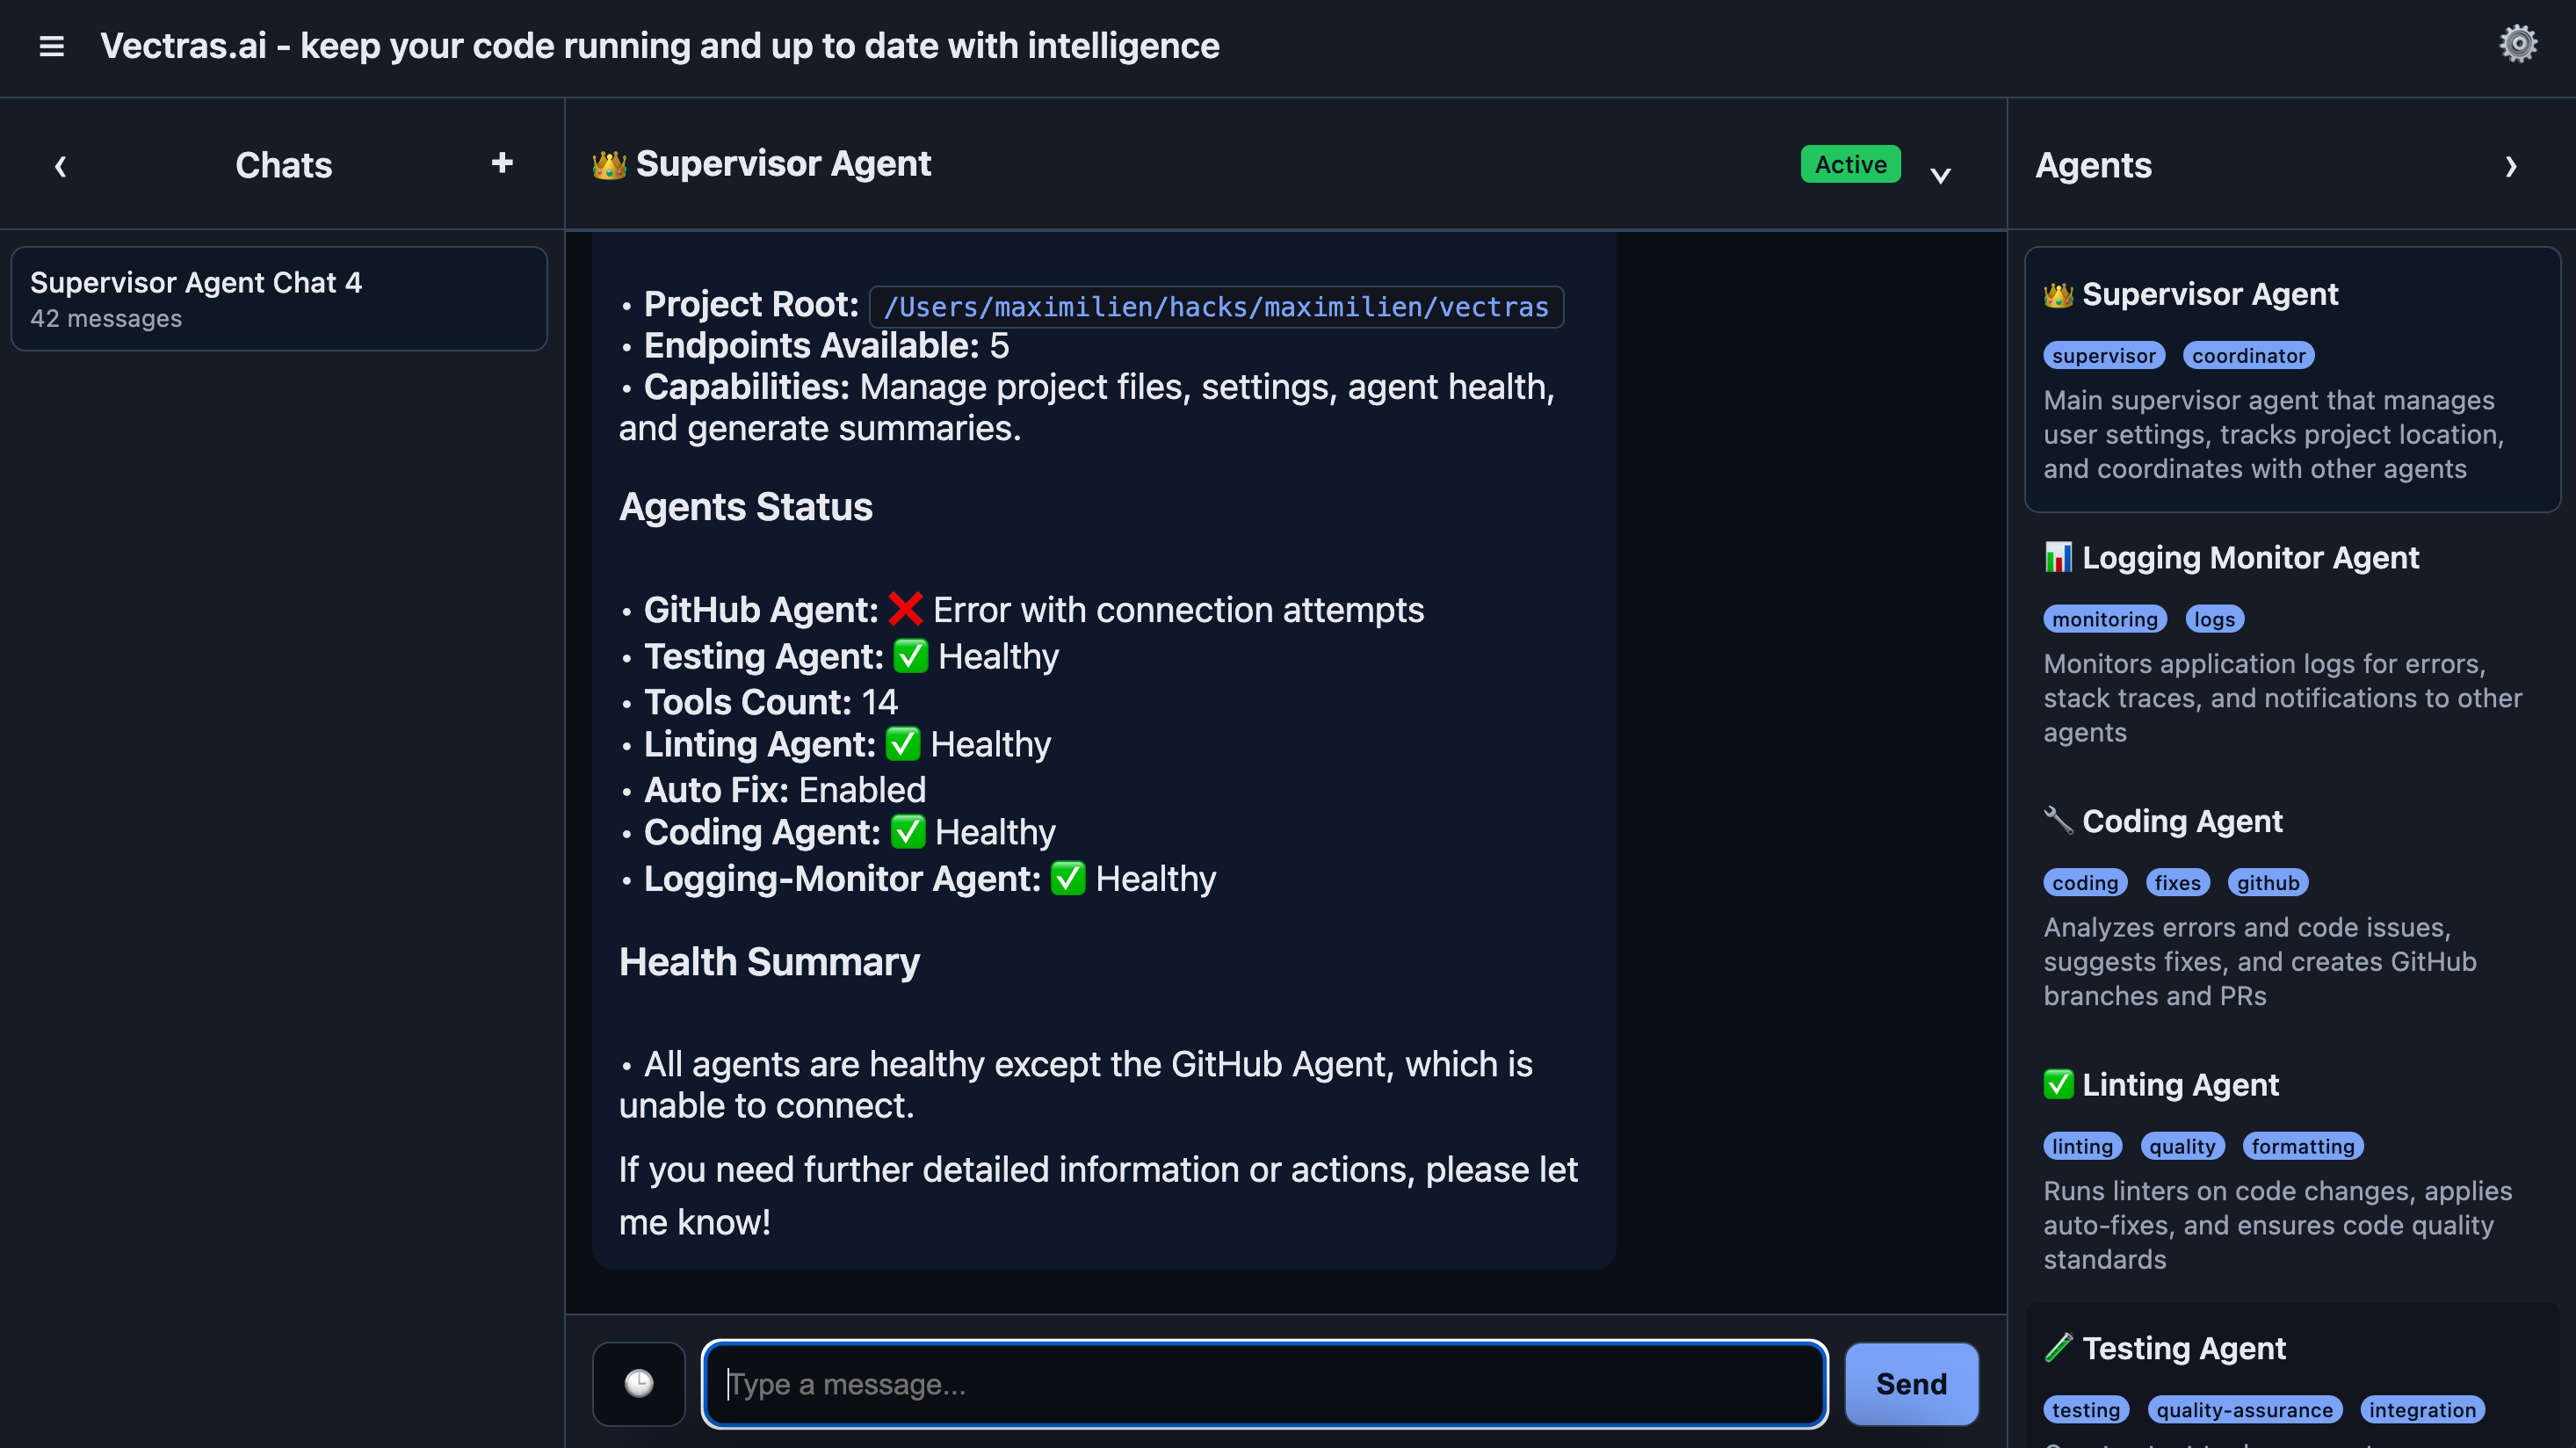 Vectras.ai - keep your code running and up to date with intelligence
Chats
+
Supervisor Agent Chat 4
42 messages
👑 Supervisor Agent
Active
• Project Root: /Users/maximilien/hacks/maximilien/vectras
• Endpoints Available: 5
• Capabilities: Manage project files, settings, agent health,
and generate summaries.
Agents Status
• GitHub Agent: ❌ Error with connection attempts
• Testing Agent: ✅ Healthy
• Tools Count: 14
• Linting Agent: ✅ Healthy
• Auto Fix: Enabled
• Coding Agent: ✅ Healthy
• Logging-Monitor Agent: ✅ Healthy
Health Summary
• All agents are healthy except the GitHub Agent, which is
unable to connect.
If you need further detailed information or actions, please let
me know!
Type a message...
Send
Agents
👑 Supervisor Agent
supervisor coordinator
Main supervisor agent that manages
user settings, tracks project location,
and coordinates with other agents
📊 Logging Monitor Agent
monitoring logs
Monitors application logs for errors,
stack traces, and notifications to other
agents
🔧 Coding Agent
coding fixes github
Analyzes errors and code issues,
suggests fixes, and creates GitHub
branches and PRs
✅ Linting Agent
linting quality formatting
Runs linters on code changes, applies
auto-fixes, and ensures code quality
standards
🧪 Testing Agent
testing quality-assurance integration